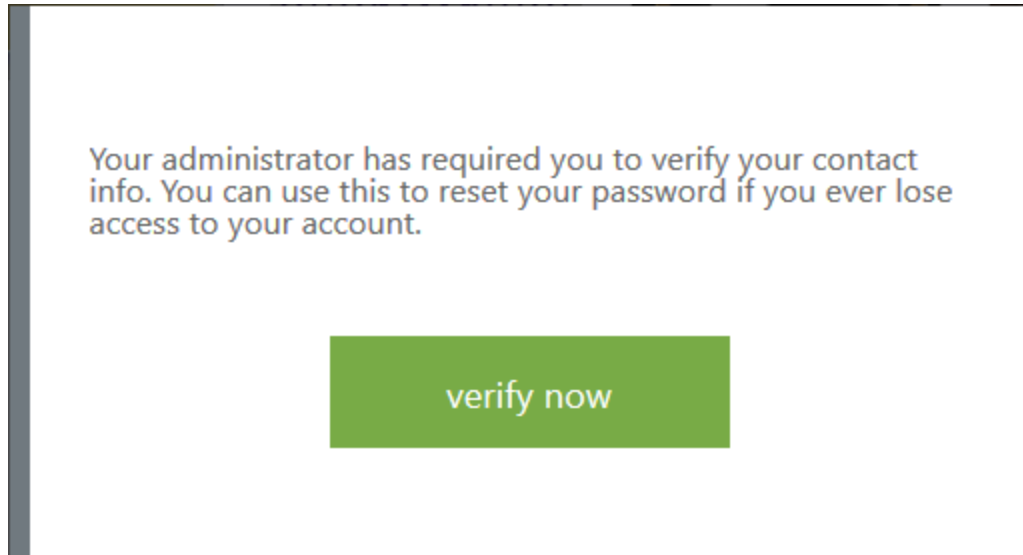 Your administrator has required you to verify your contact
info. You can use this to reset your password if you ever lose
access to your account.
verify now